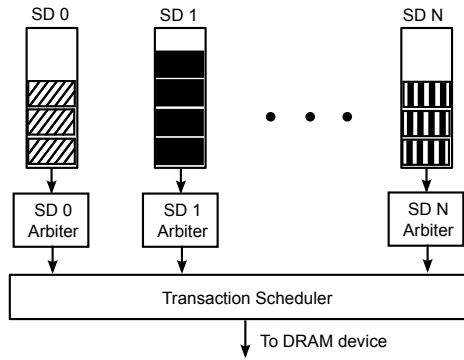 SD 0
SD 1
SD N
SD 0
Arbiter
SD 1
Arbiter
SD N
Arbiter
Transaction Scheduler
To DRAM device